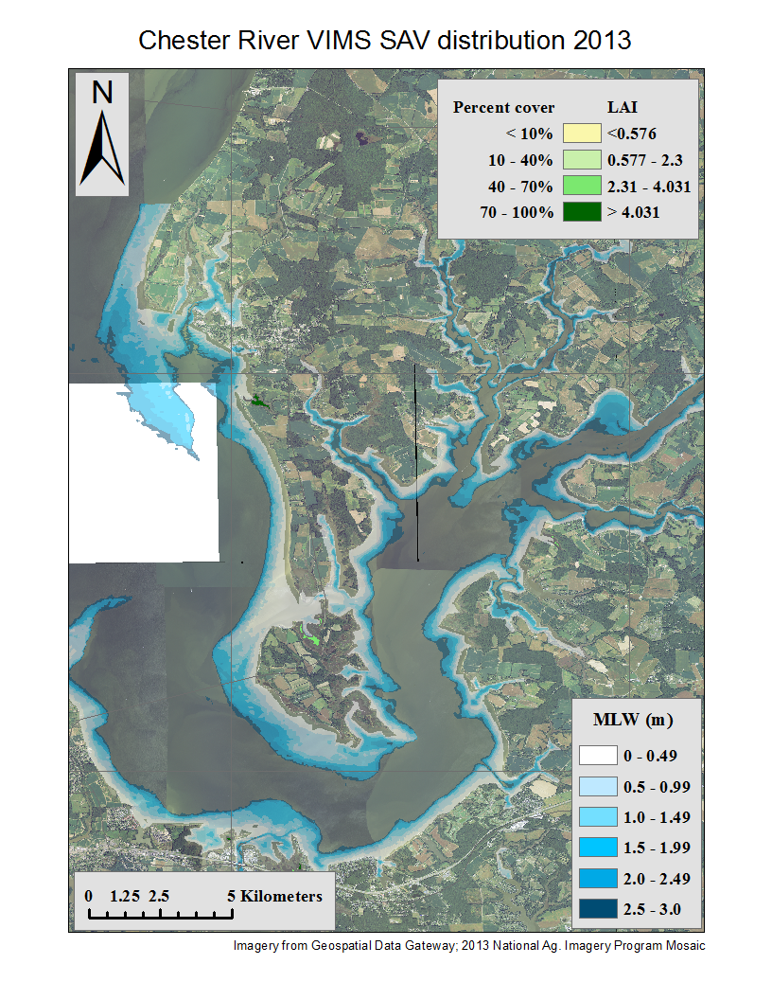 Chester River VIMS SAV distribution 2013
N
Percent cover LAI
< 10% <0.576
10 - 40% 0.577 - 2.3
40 - 70% 2.31 - 4.031
70 - 100% > 4.031
MLW (m)
0 - 0.49
0.5 - 0.99
1.0 - 1.49
1.5 - 1.99
2.0 - 2.49
2.5 - 3.0
0 1.25 2.5 5 Kilometers
Imagery from Geospatial Data Gateway; 2013 National Ag. Imagery Program Mosaic